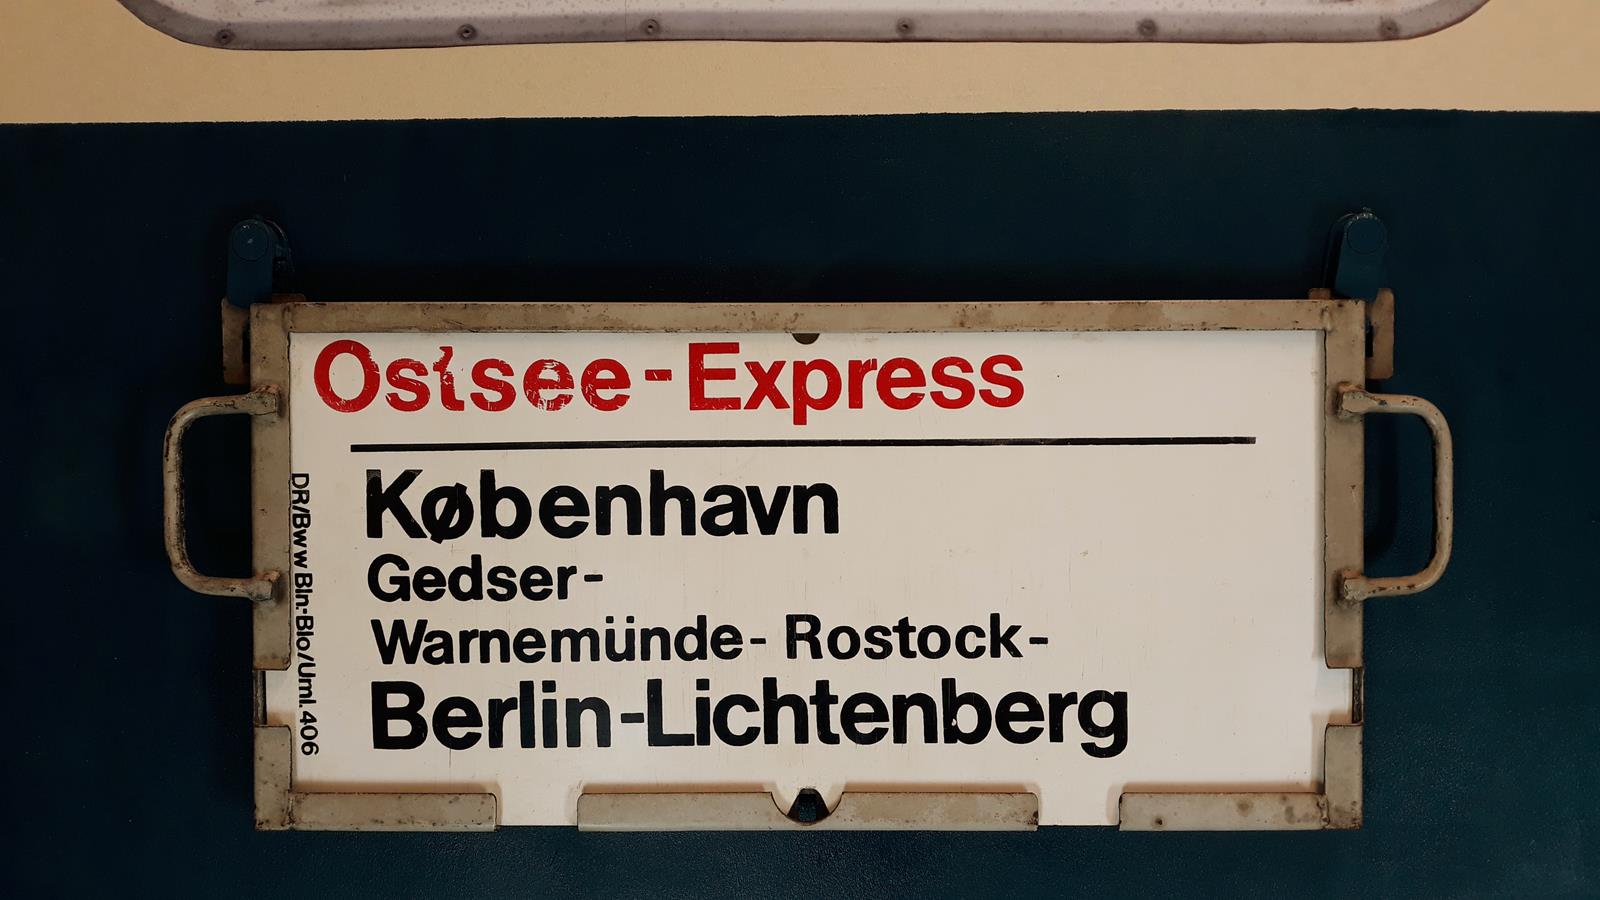 Ostsee-Express
København
Gedser-
Warnemünde- Rostock-
Berlin-Lichtenberg
DR/Bww Bln-Blo/Uml. 406